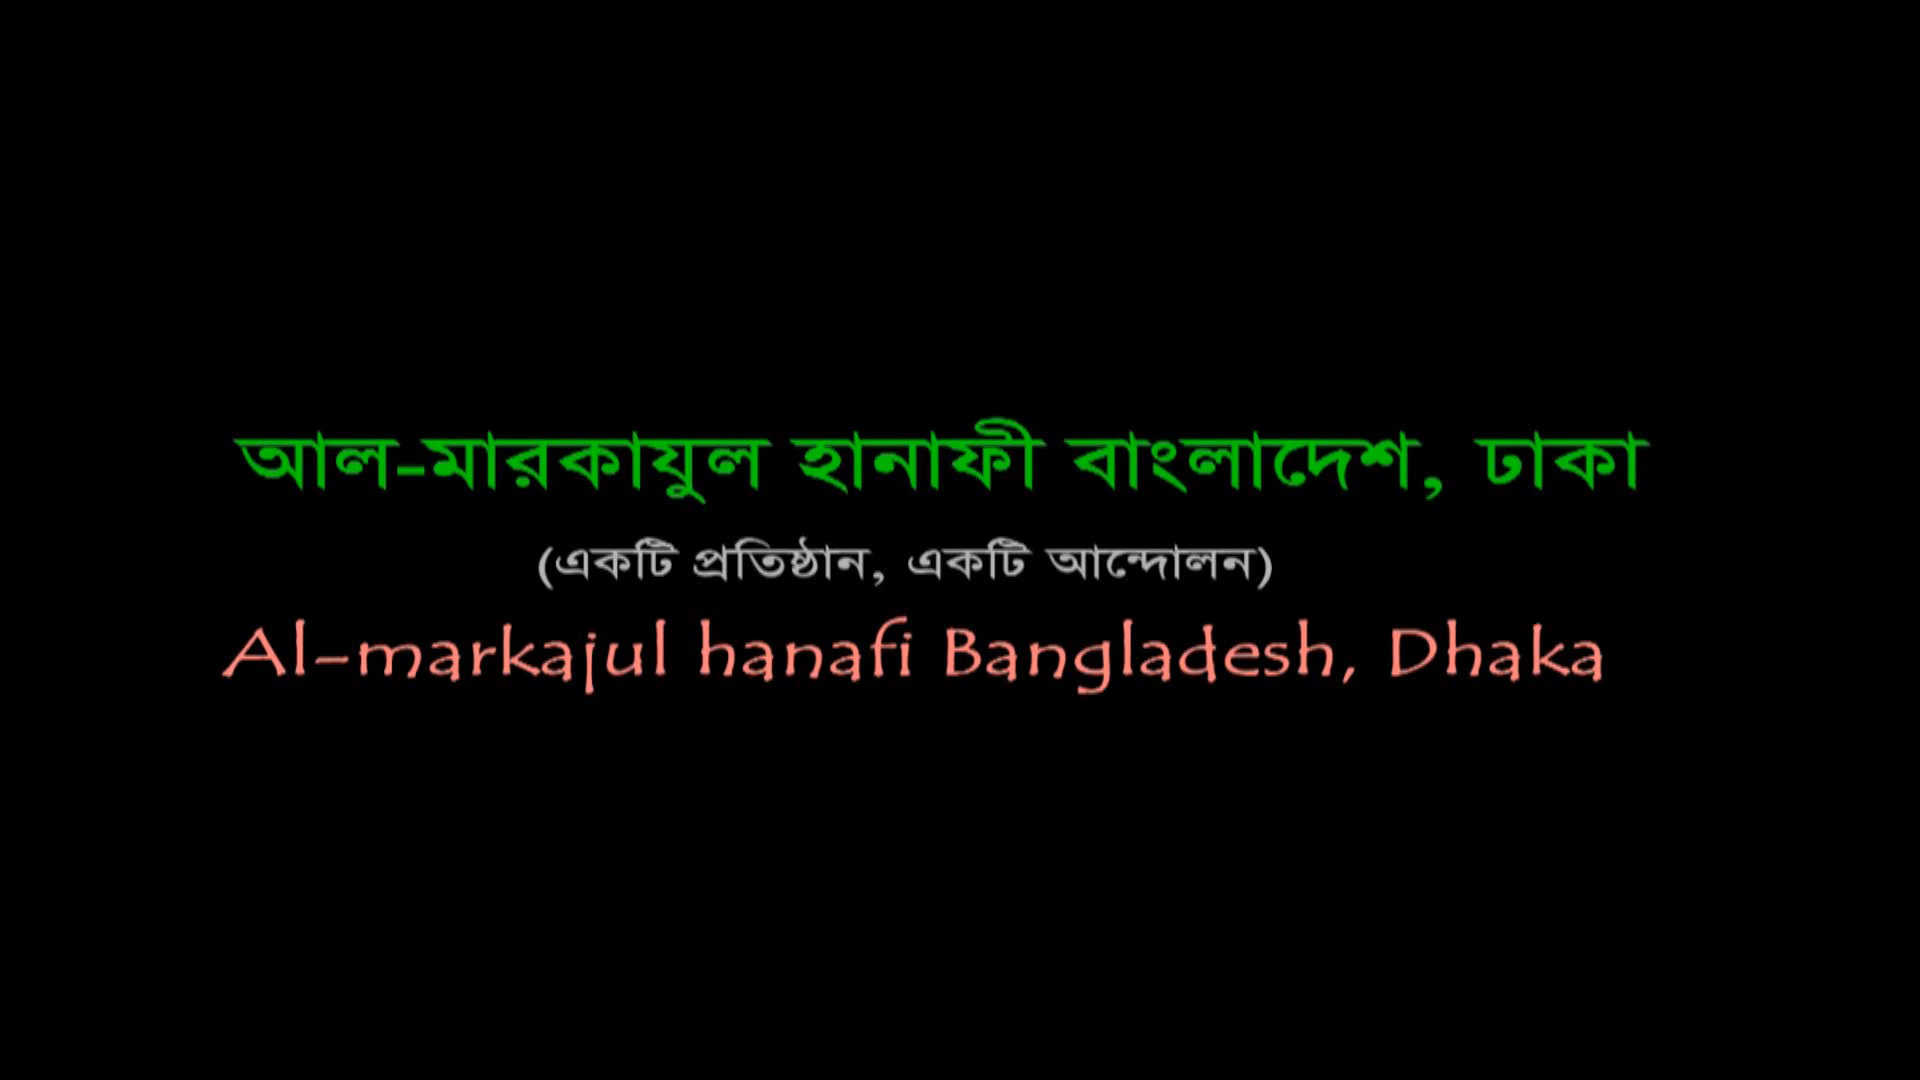 আল-মারকাযুল হানাফী বাংলাদেশ, ঢাকা
(একটি প্রতিষ্ঠান, একটি আন্দোলন)
Al-markajul hanafi Bangladesh, Dhaka